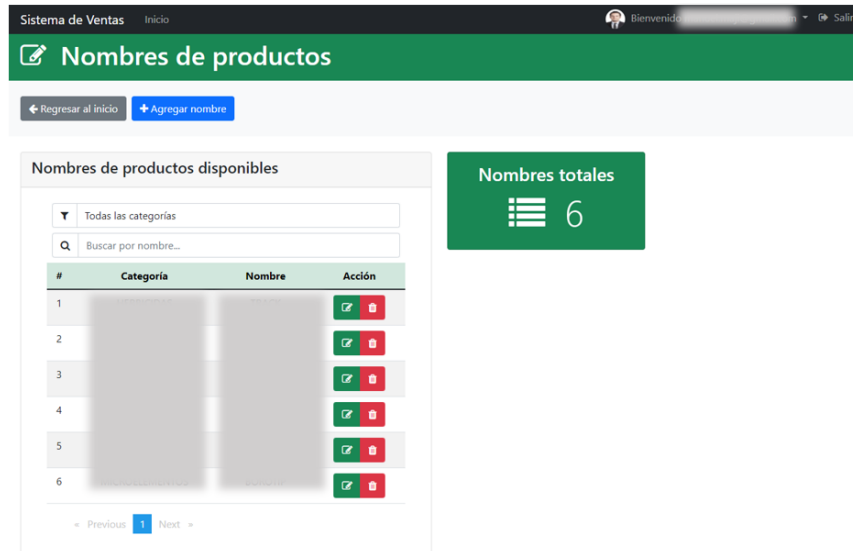 Sistema de Ventas Inicio Bienvenido Salir
Nombres de productos
Regresar al inicio Agregar nombre
Nombres de productos disponibles
Nombres totales
6
Todas las categorías
Buscar por nombre...
# Categoría Nombre Acción
1
2
3
4
5
6
« Previous 1 Next »